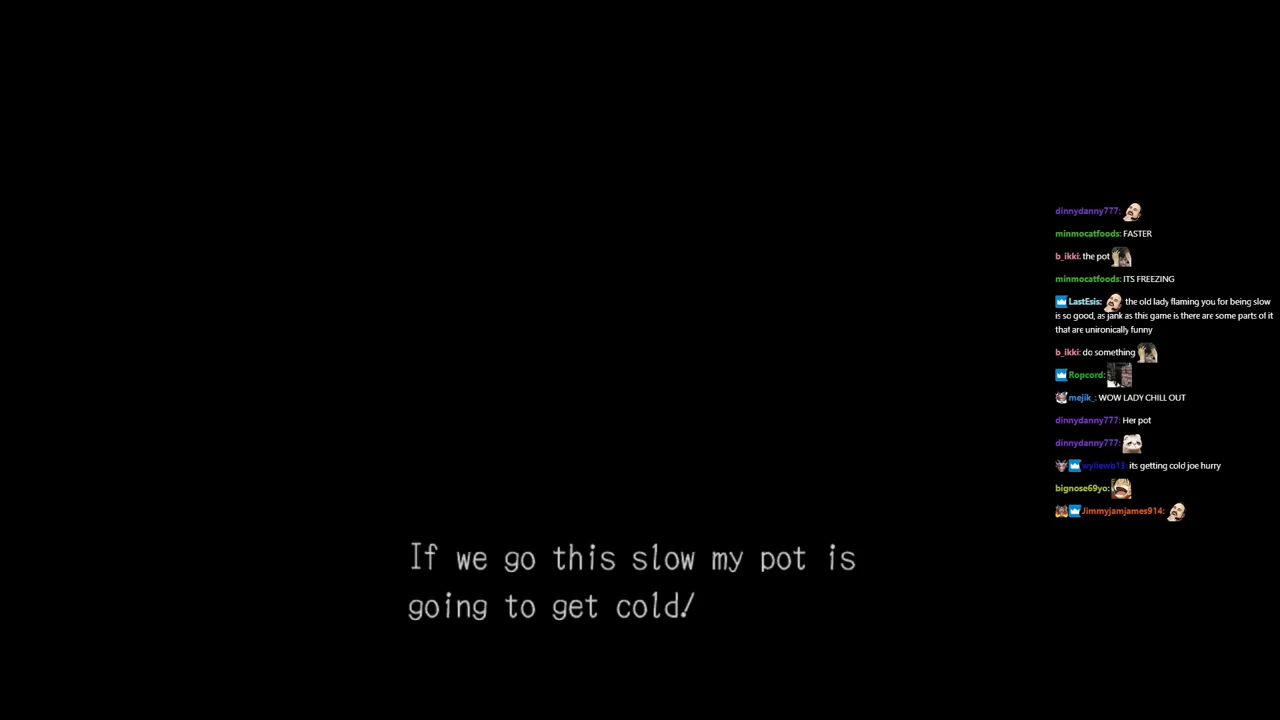 dinnydanny777:
minmocatfoods: FASTER
b_ikki: the pot
minmocatfoods: ITS FREEZING
LastEsis: the old lady flaming you for being slow
is so good, as jank as this game is there are some parts of it
that are unironically funny
b_ikki: do something
Ropcord:
mejik_: WOW LADY CHILL OUT
dinnydanny777: Her pot
dinnydanny777:
wyliewb13: its getting cold joe hurry
bignose69yo:
Jimmyjamjames914:
If we go this slow my pot is
going to get cold!